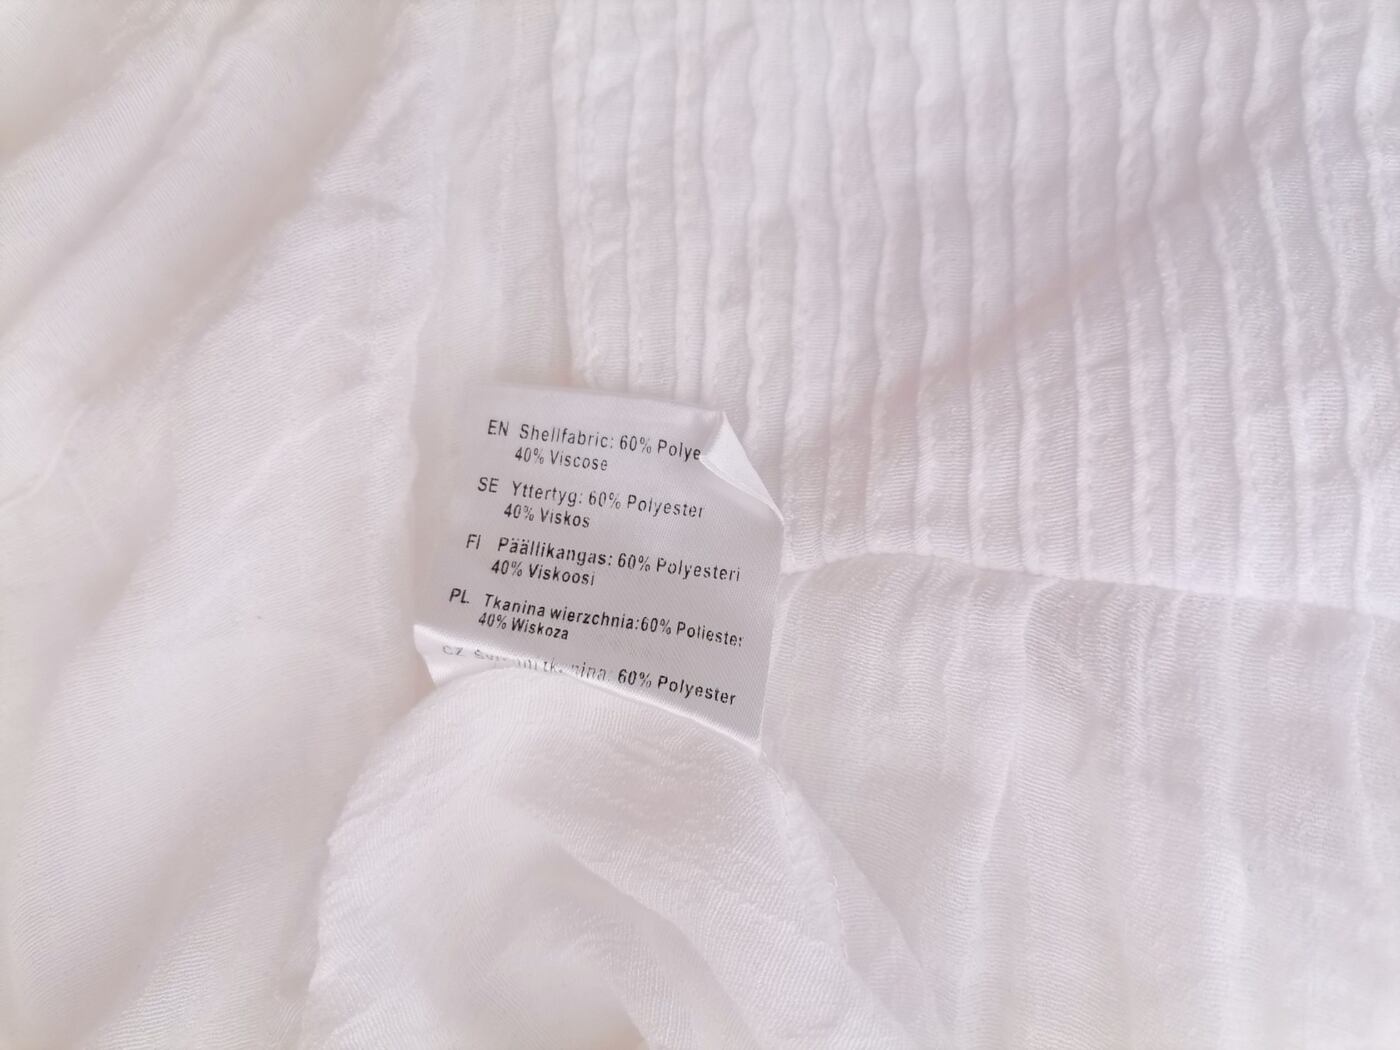 EN Shellfabric: 60% Polye
40% Viscose
SE Yttertyg: 60% Polyester
40% Viskos
FI Päällikangas: 60% Polyesteri
40% Viskoosi
PL Tkanina wierzchnia:60% Poliester
40% Wiskoza
CZ 60% Polyester